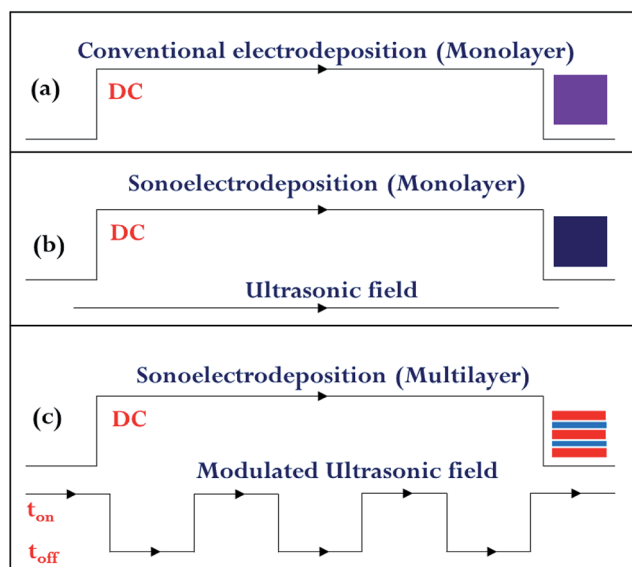 Conventional electrodeposition (Monolayer)
(a)
DC
Sonoelectrodeposition (Monolayer)
(b)
DC
Ultrasonic field
Sonoelectrodeposition (Multilayer)
(c)
DC
Modulated Ultrasonic field
ton
toff